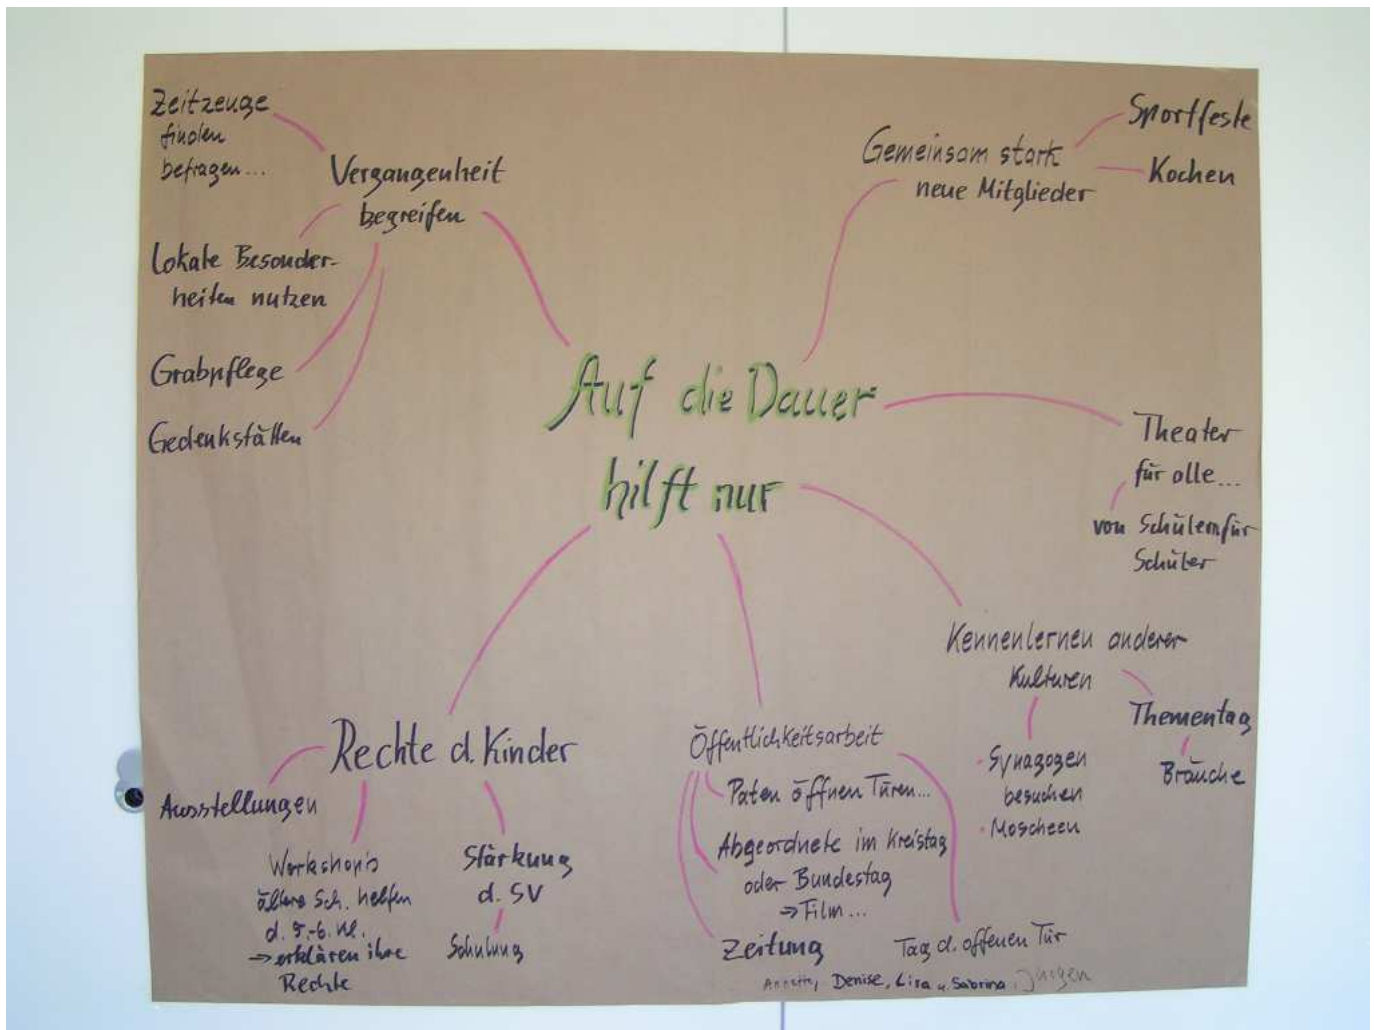 Zeitzeuge
finden
befragen...
Vergangenheit
begreifen
Lokale Besonder-
heiten nutzen
Grabpflege
Gedenkstätten
Gemeinsam stark
neue Mitglieder
Sportfeste
Kochen
Auf die Dauer
hilft nur
Theater
für alle...
von Schülern für
Schüler
Kennenlernen anderer
Kulturen
Thementag
Bräuche
· Synagogen
besuchen
· Moscheen
Rechte d. Kinder
Ausstellungen
Workshops
ältere Sch. helfen
d. 5.-6. Kl.
⇒ erklären ihre
Rechte
Stärkung
d. SV
Schulung
Öffentlichkeitsarbeit
Paten öffnen Türen...
Abgeordnete im Kreistag
oder Bundestag
⇒ Film...
Zeitung
Tag d. offenen Tür
Annette, Denise, Lisa u. Sabrina, Jürgen